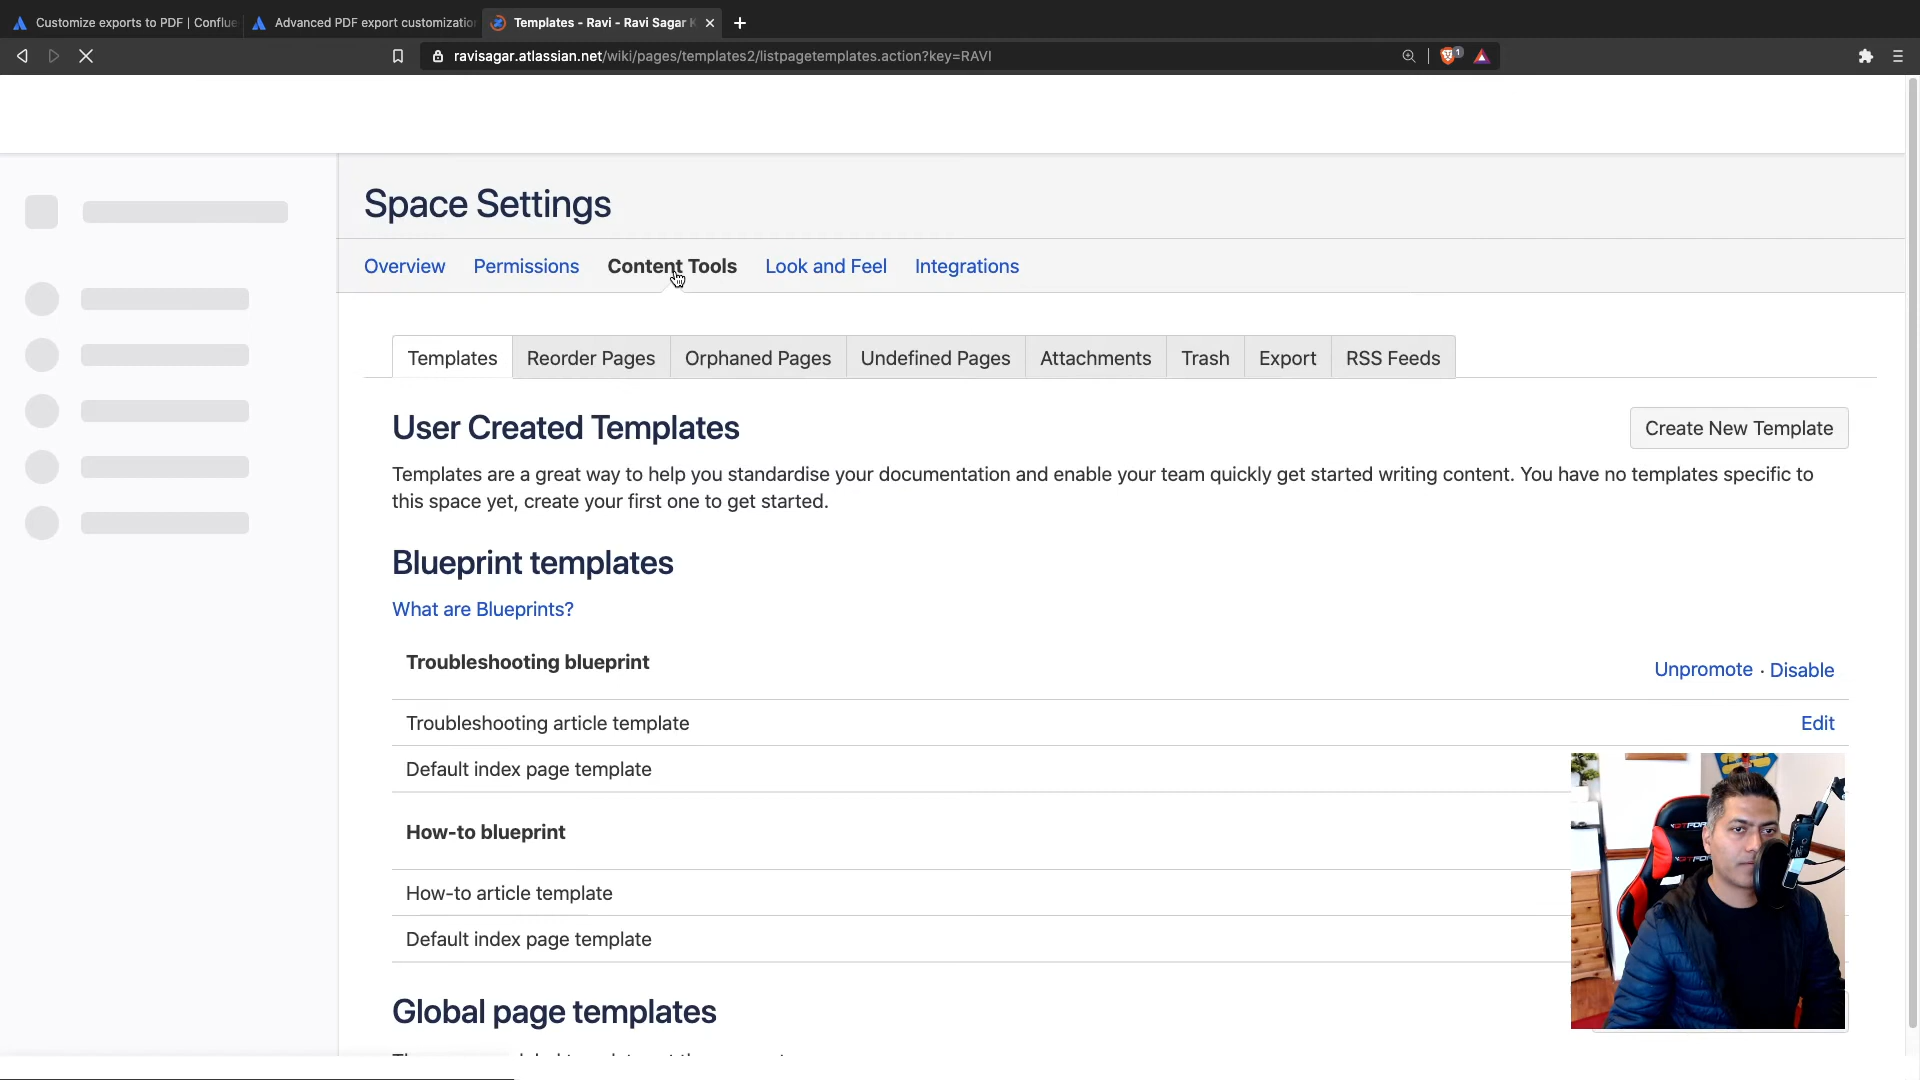 Customize exports to PDF | Conflue
Advanced PDF export customizatio
Templates - Ravi - Ravi Sagar
ravisagar.atlassian.net/wiki/pages/templates2/listpagetemplates.action?key=RAVI
1
Space Settings
Overview
Permissions
Content Tools
Look and Feel
Integrations
Templates
Reorder Pages
Orphaned Pages
Undefined Pages
Attachments
Trash
Export
RSS Feeds
User Created Templates
Create New Template
Templates are a great way to help you standardise your documentation and enable your team quickly get started writing content. You have no templates specific to
this space yet, create your first one to get started.
Blueprint templates
What are Blueprints?
Troubleshooting blueprint
Unpromote · Disable
Troubleshooting article template
Edit
Default index page template
How-to blueprint
How-to article template
Default index page template
Global page templates